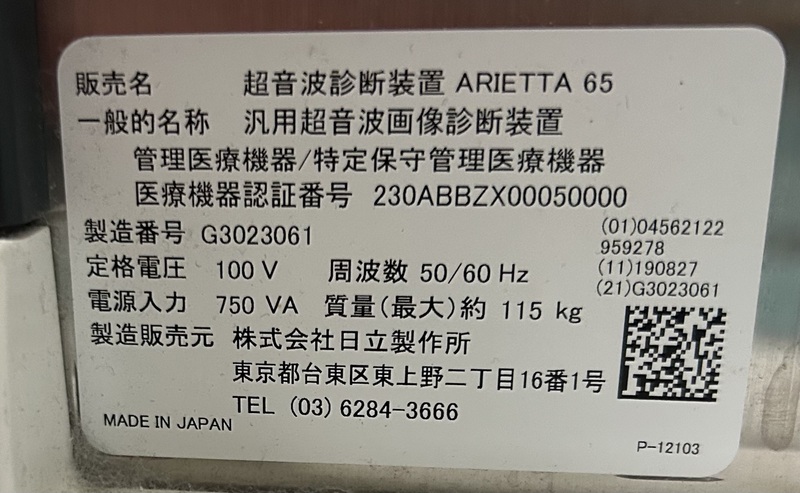 販売名 超音波診断装置 ARIETTA 65
一般的名称 汎用超音波画像診断装置
管理医療機器/特定保守管理医療機器
医療機器認証番号 230ABBZX00050000
製造番号 G3023061
定格電圧 100 V 周波数 50/60 Hz
電源入力 750 VA 質量(最大)約 115 kg
製造販売元 株式会社日立製作所
東京都台東区東上野二丁目16番1号
TEL (03) 6284-3666
MADE IN JAPAN
(01)04562122
959278
(11)190827
(21)G3023061
P-12103